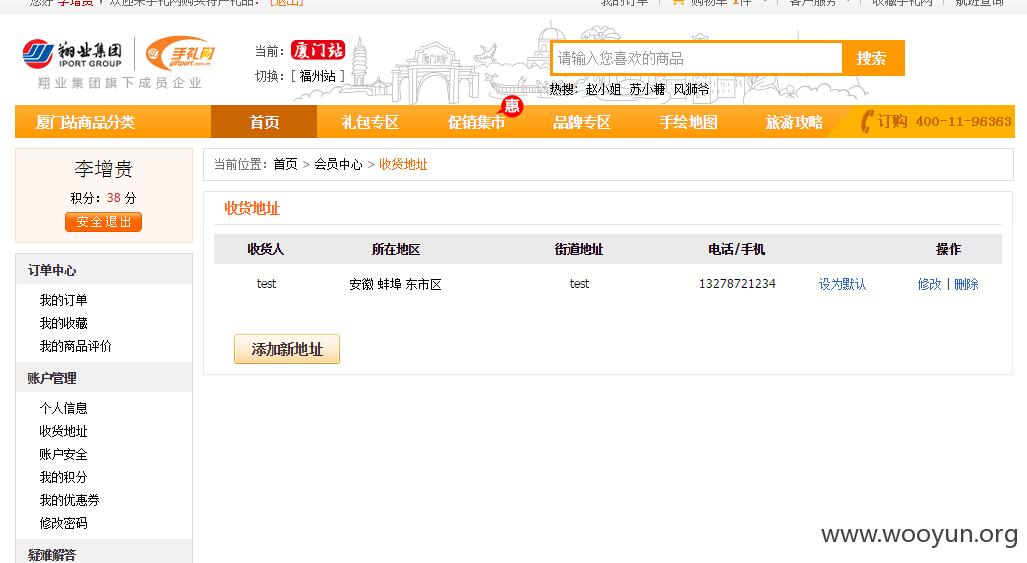 您好 李增贵 ，欢迎来手礼网购买特产礼品！ [退出]
我的订单 | 购物车 1件 | 客户服务 | 收藏手礼网 | 航班查询
翔业集团 IPORT GROUP
手礼网 giftport.com.cn
翔业集团旗下成员企业
当前： 厦门站
切换：[ 福州站 ]
请输入您喜欢的商品 搜索
热搜： 赵小姐 苏小糖 风狮爷
厦门站商品分类 首页 礼包专区 促销集市 惠 品牌专区 手绘地图 旅游攻略 订购 400-11-96363
李增贵
积分：38 分
安全退出
订单中心
我的订单
我的收藏
我的商品评价
账户管理
个人信息
收货地址
账户安全
我的积分
我的优惠券
修改密码
疑难解答
当前位置：首页 > 会员中心 > 收货地址
收货地址
收货人 所在地区 街道地址 电话/手机 操作
test 安徽 蚌埠 东市区 test 13278721234 设为默认 修改 | 删除
添加新地址
www.wooyun.org